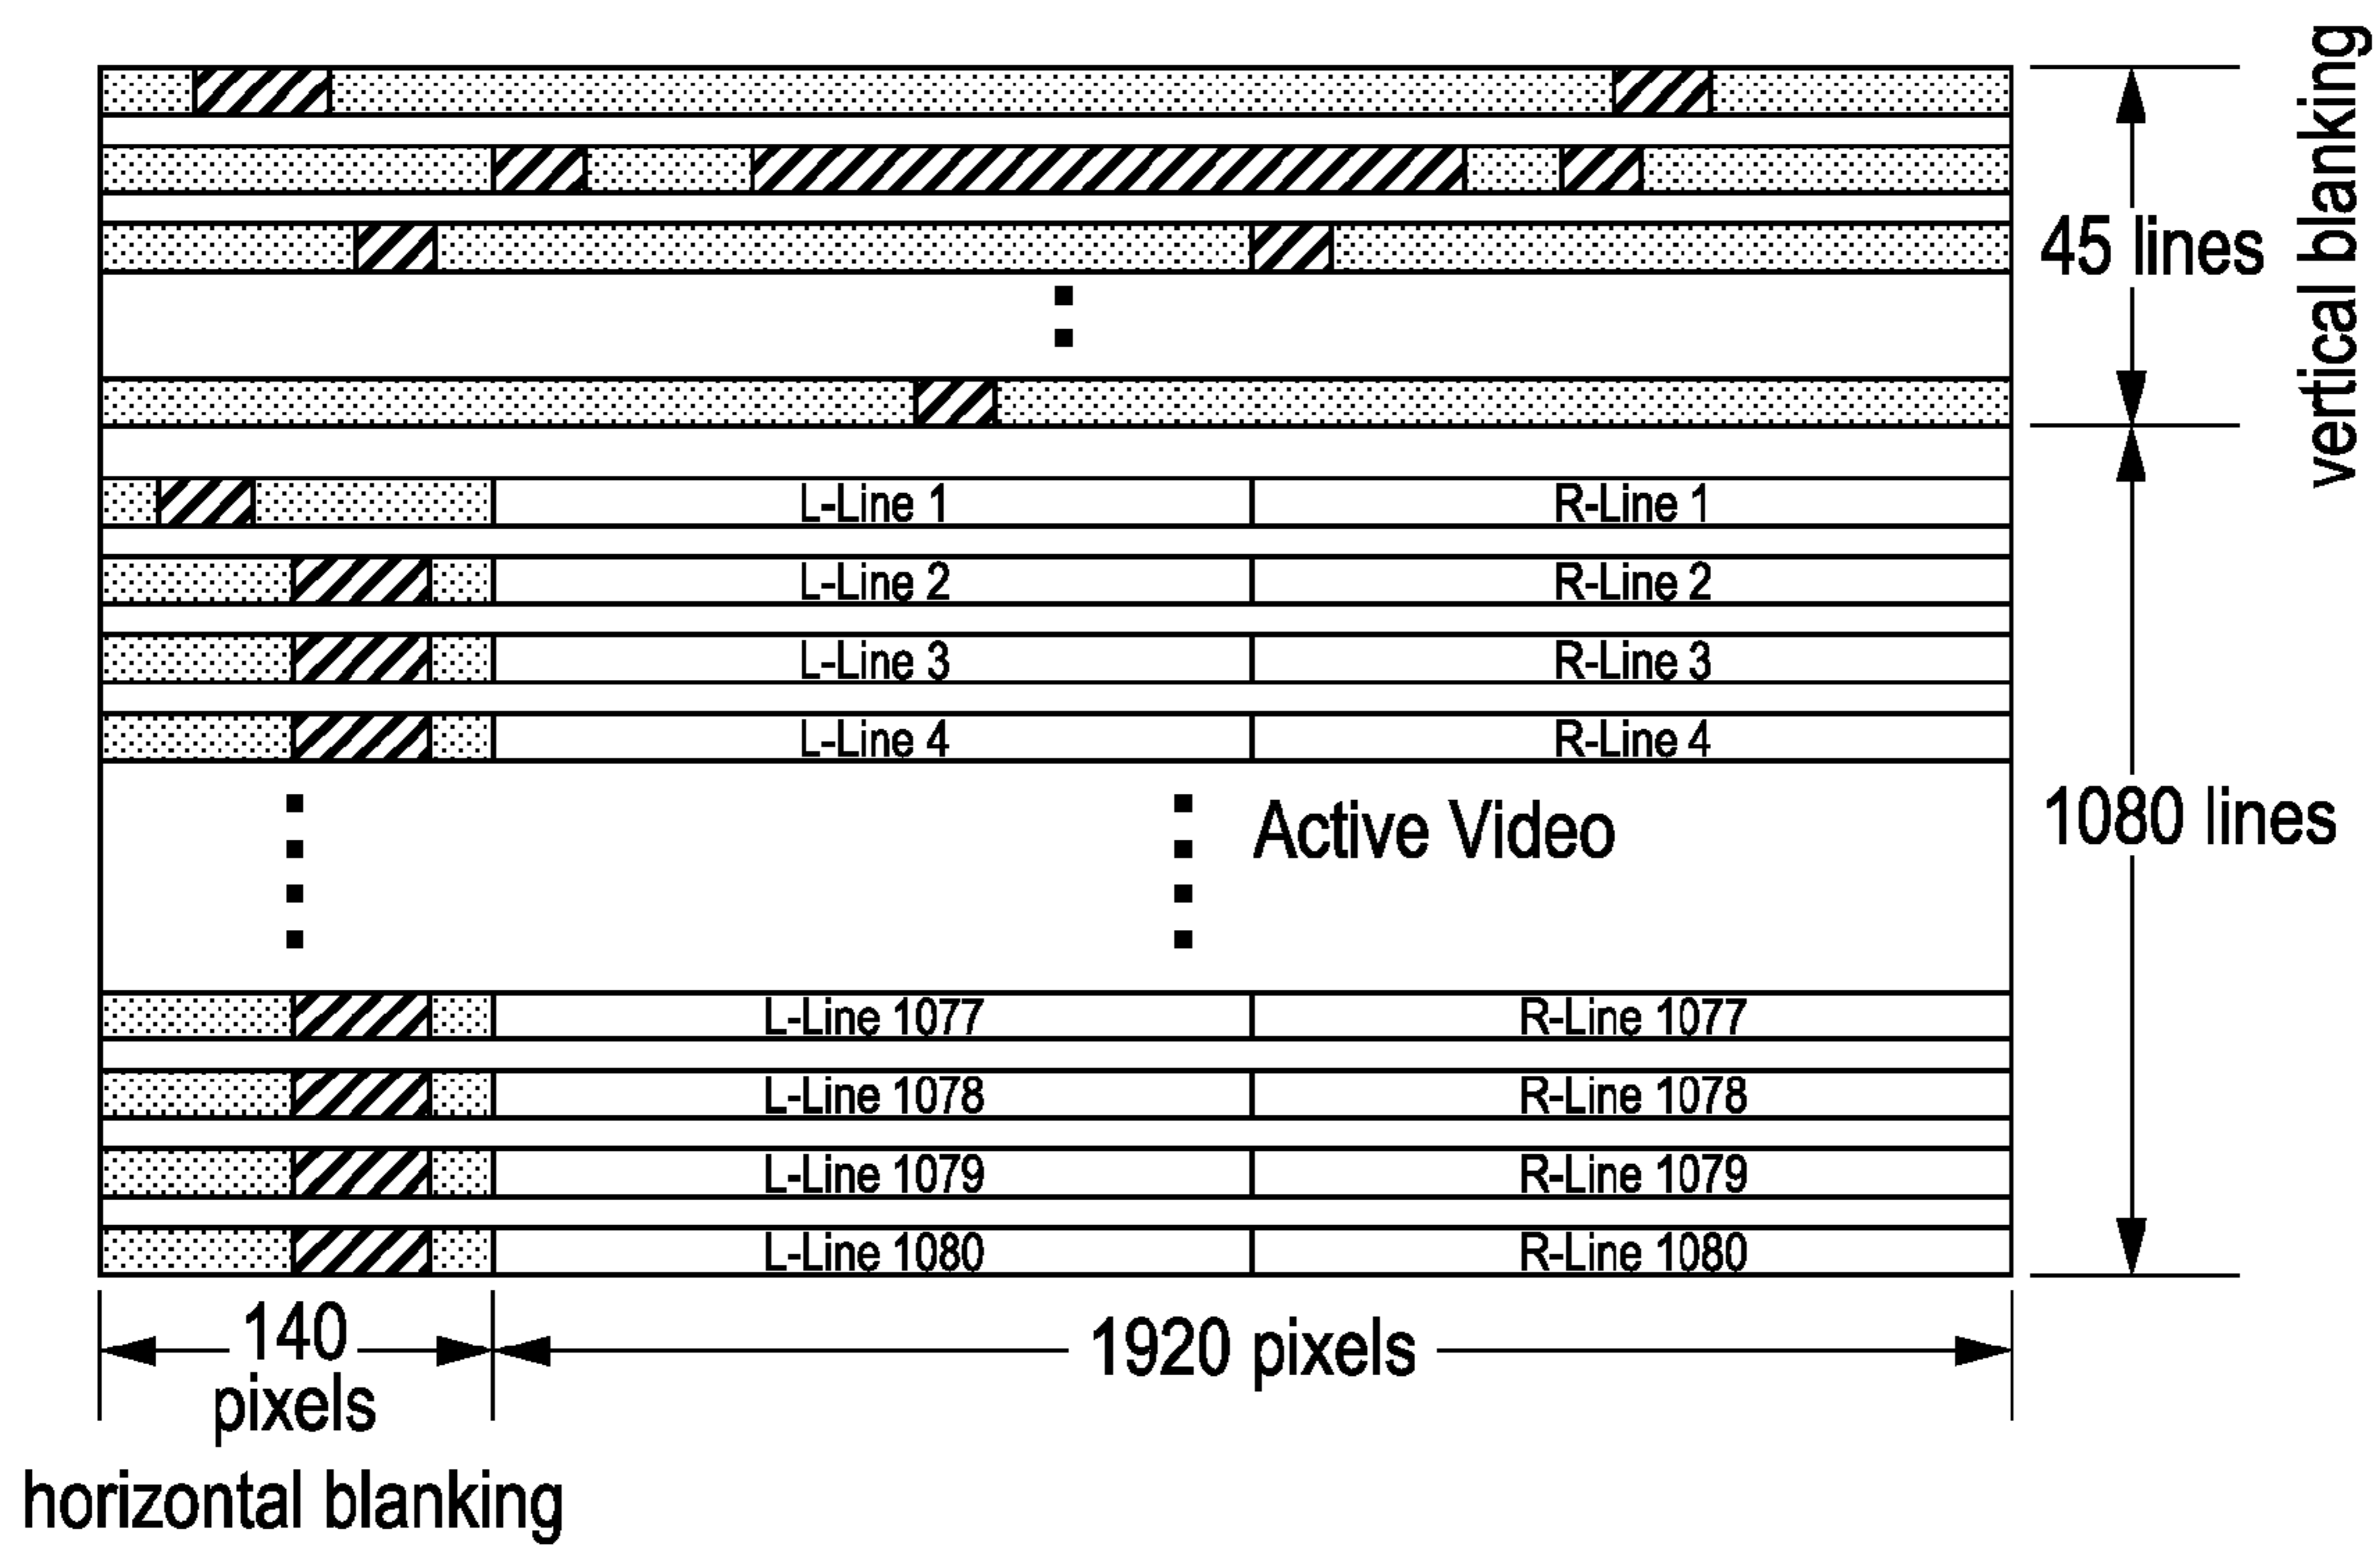 vertical blanking
45 lines
L-Line 1 R-Line 1
L-Line 2 R-Line 2
L-Line 3 R-Line 3
L-Line 4 R-Line 4
Active Video
1080 lines
L-Line 1077 R-Line 1077
L-Line 1078 R-Line 1078
L-Line 1079 R-Line 1079
L-Line 1080 R-Line 1080
140
pixels
1920 pixels
horizontal blanking